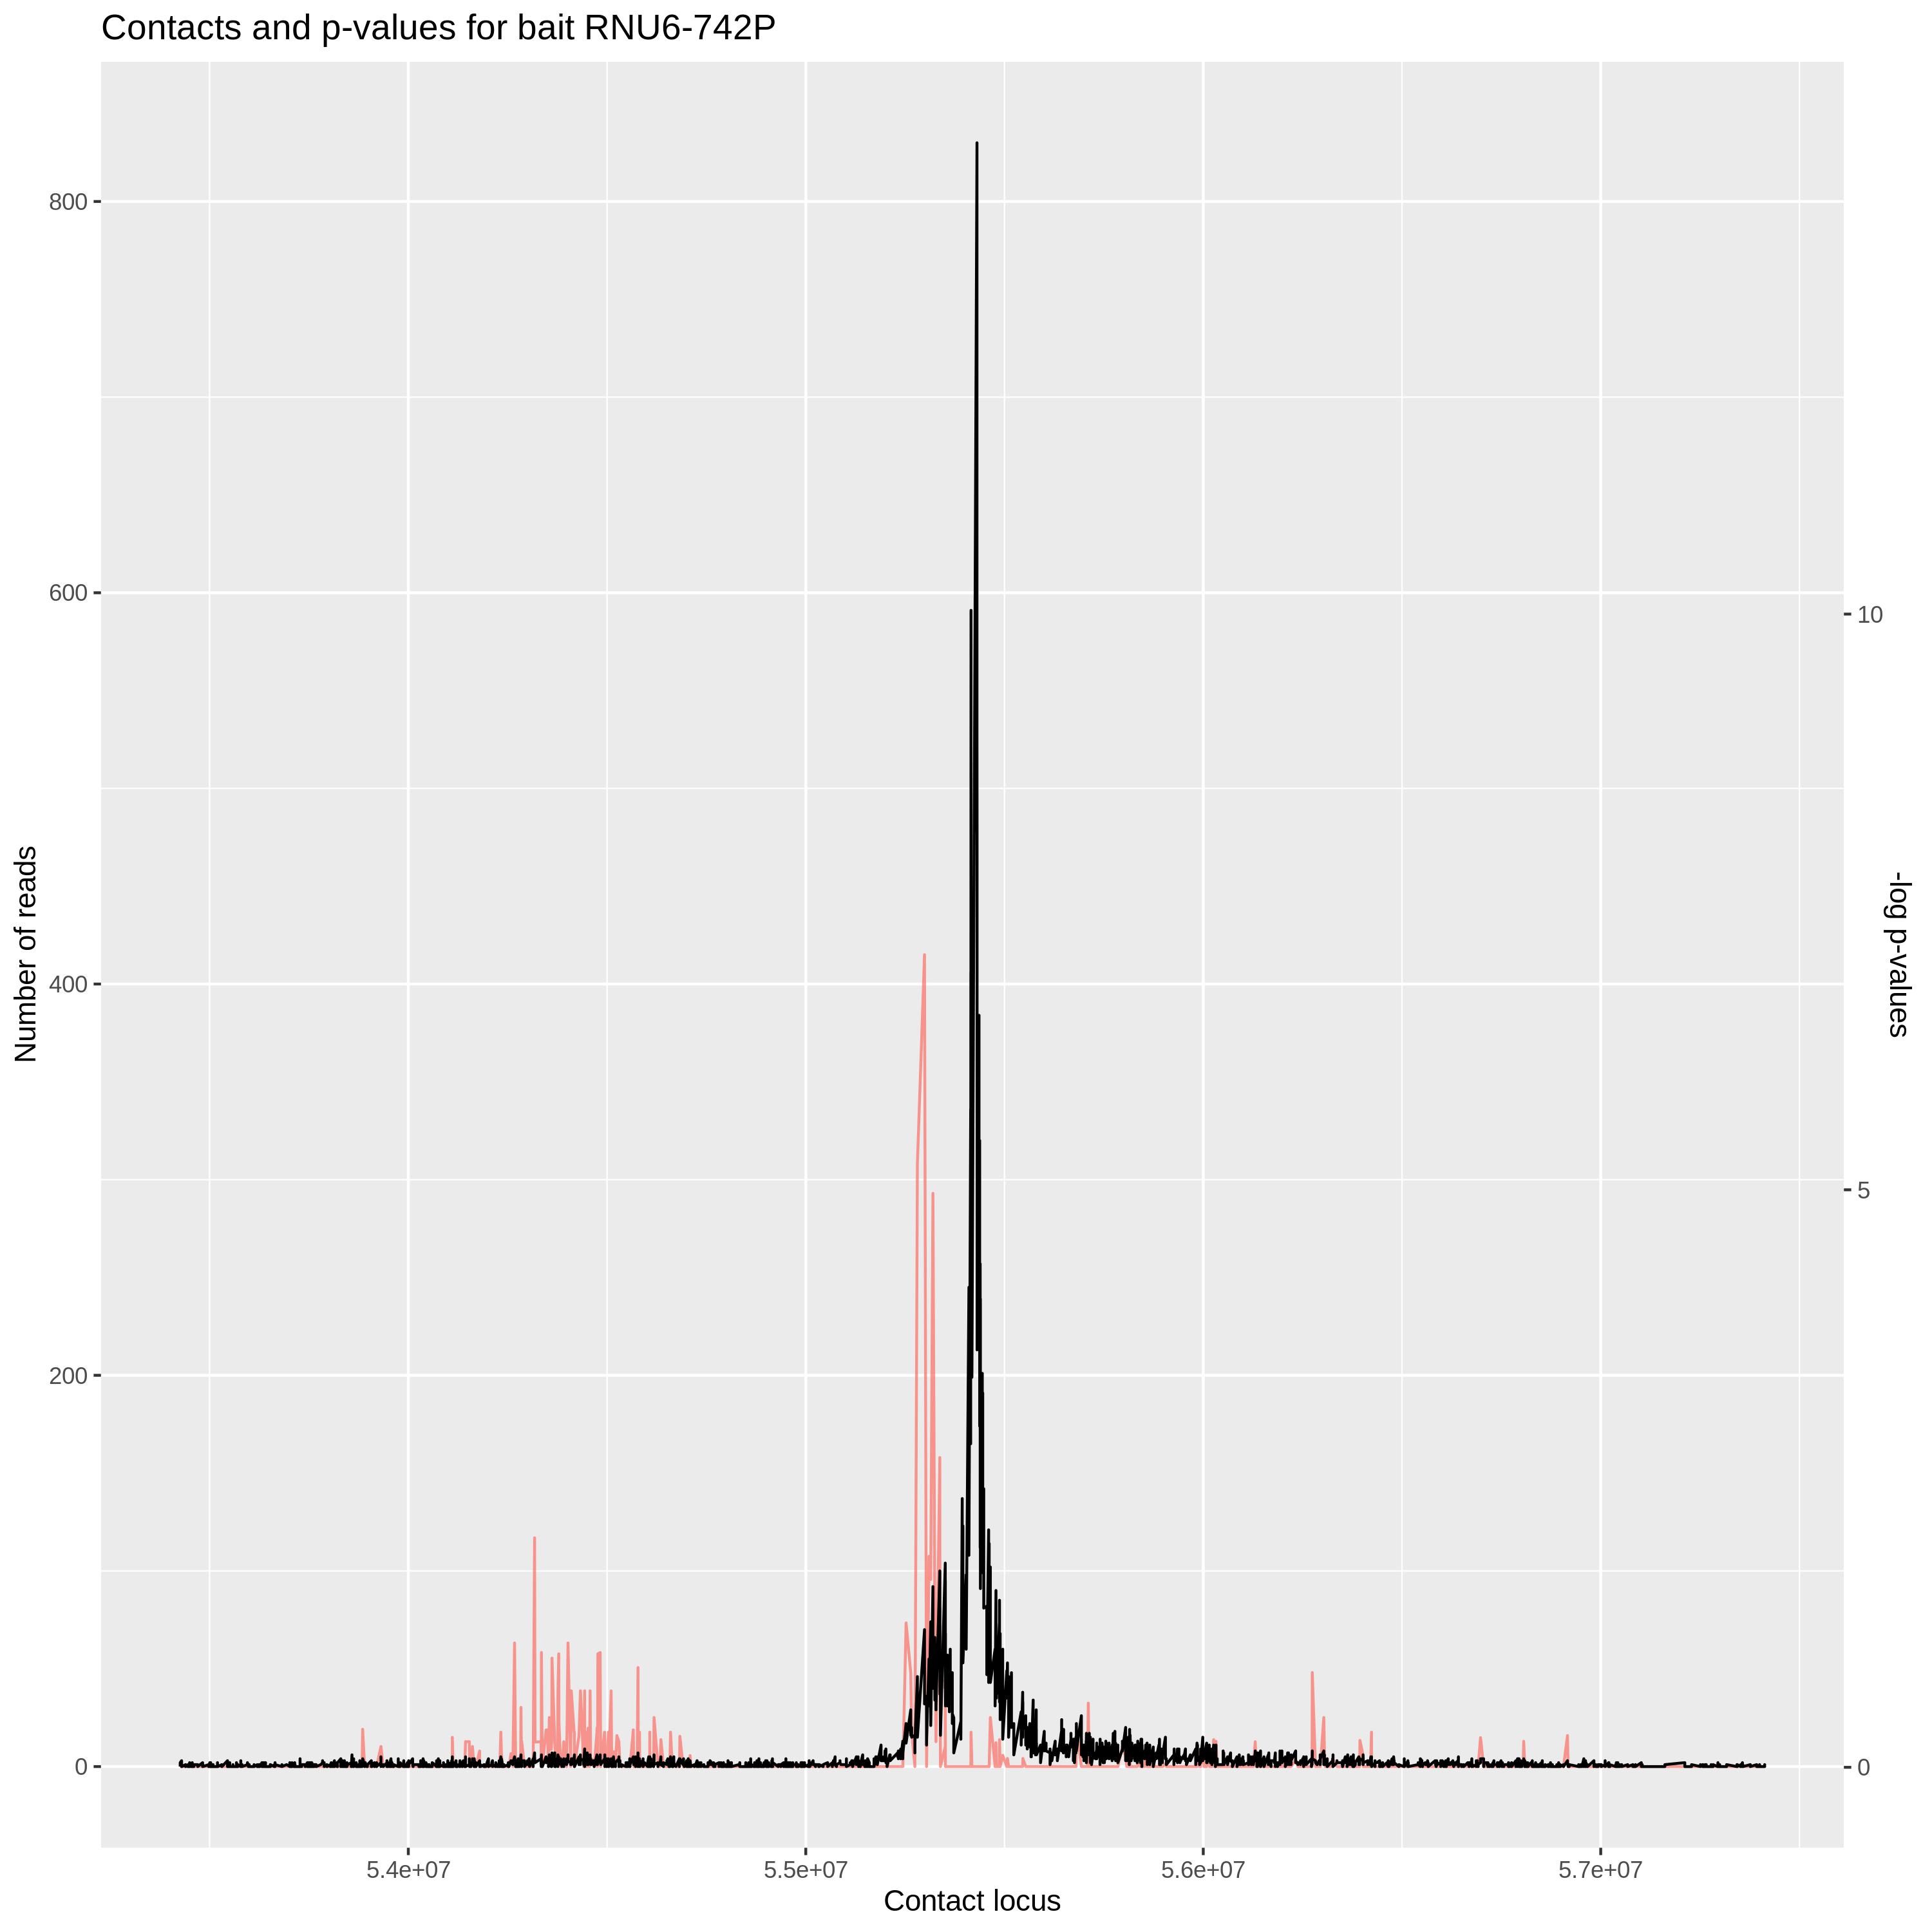 Contacts and p-values for bait RNU6-742P
800
600
400
200
0
Number of reads
10
5
0
-log p-values
5.4e+07
5.5e+07
5.6e+07
5.7e+07
Contact locus